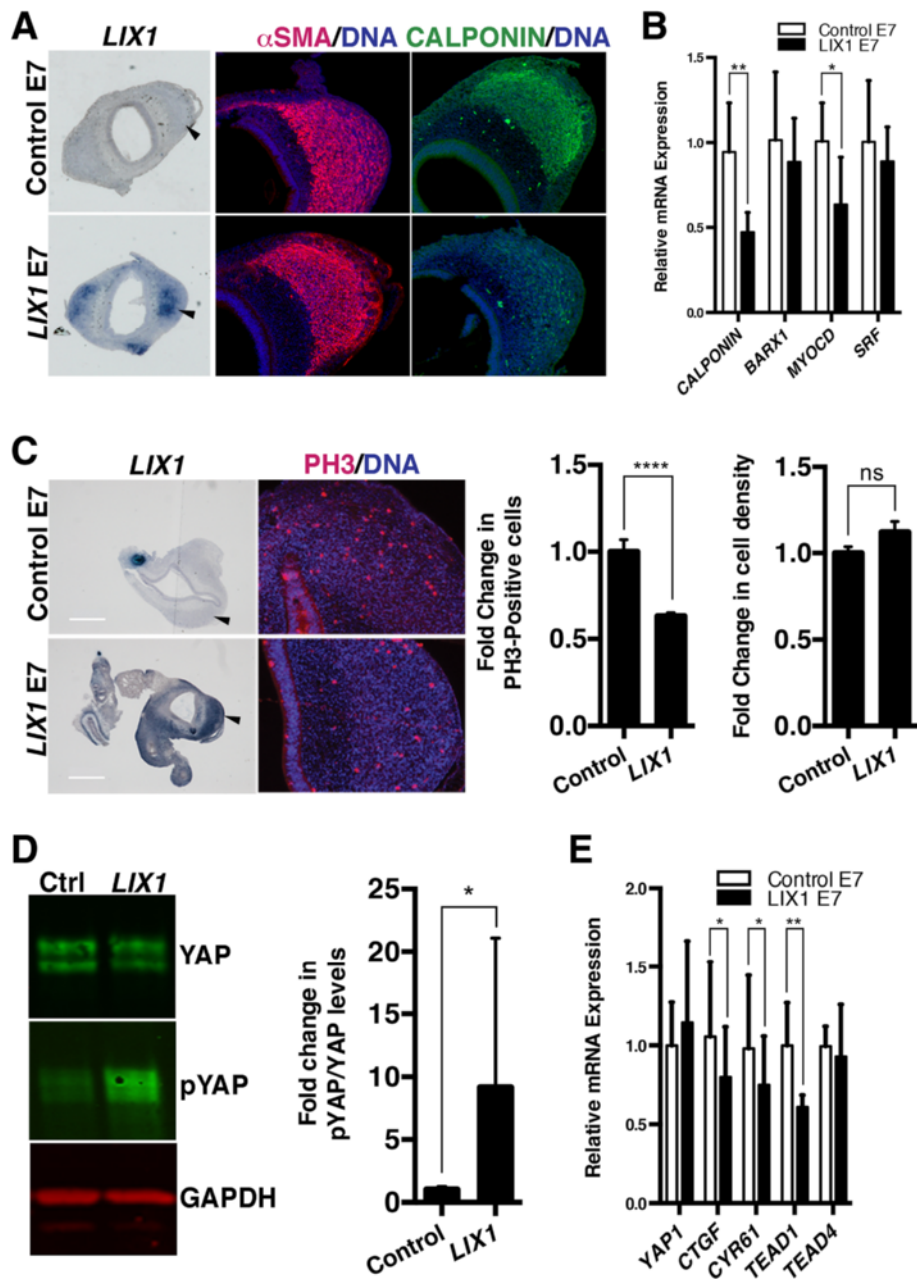 A
LIX1
αSMA/DNA CALPONIN/DNA
Control E7
LIX1 E7
B
Control E7
LIX1 E7
Relative mRNA Expression
1.5
1.0
0.5
0.0
**
*
CALPONIN
BARX1
MYOCD
SRF
C
LIX1
PH3/DNA
Control E7
LIX1 E7
Fold Change in
PH3-Positive cells
1.5
1.0
0.5
0.0
****
Control
LIX1
Fold Change in cell density
1.5
1.0
0.5
0.0
ns
Control
LIX1
D
Ctrl LIX1
YAP
pYAP
GAPDH
Fold change in
pYAP/YAP levels
25
20
15
10
5
0
*
Control
LIX1
E
Control E7
LIX1 E7
Relative mRNA Expression
2.0
1.5
1.0
0.5
0.0
*
*
**
YAP1
CTGF
CYR61
TEAD1
TEAD4